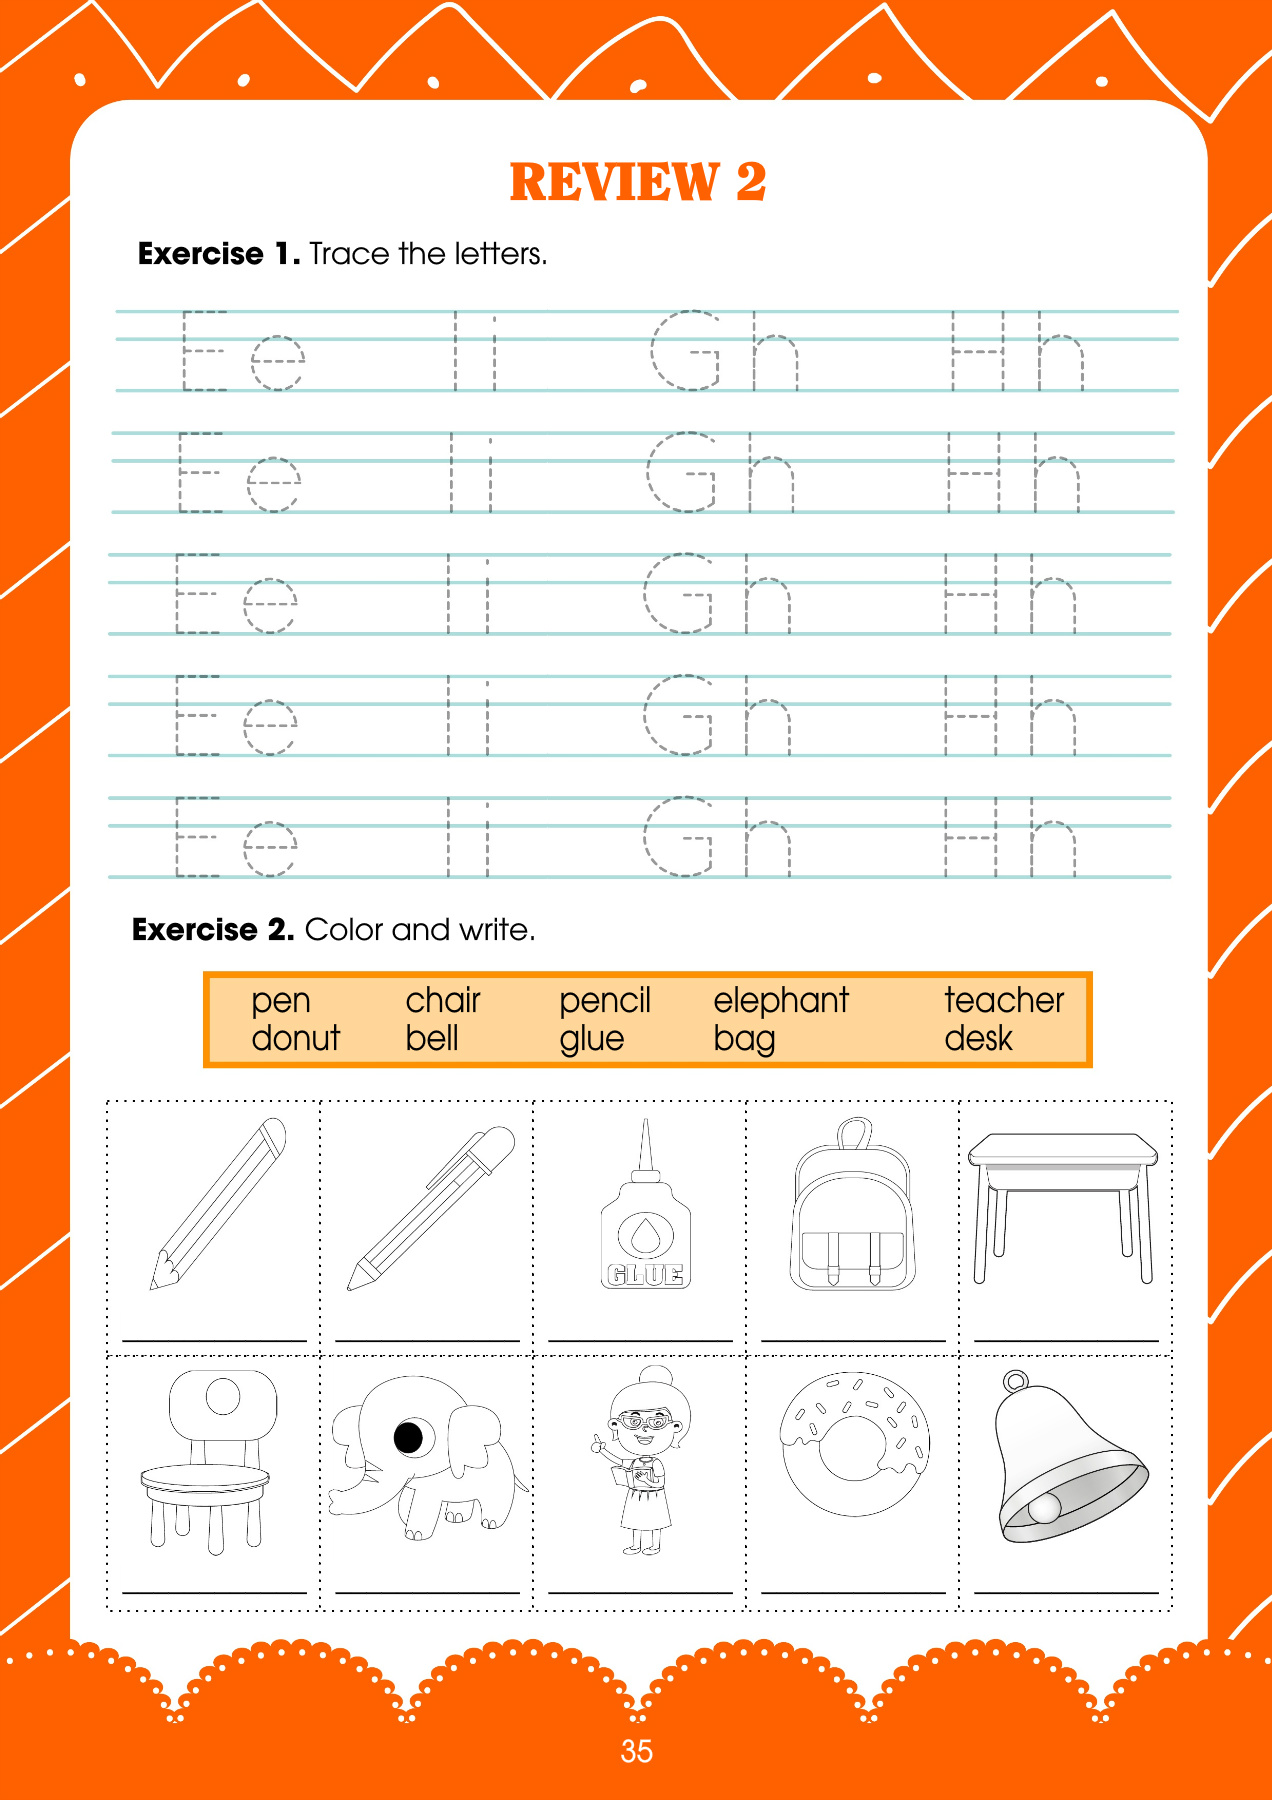 REVIEW 2
Exercise 1. Trace the letters.
Ee Ii Gh Hh
Ee Ii Gh Hh
Ee Ii Gh Hh
Ee Ii Gh Hh
Ee Ii Gh Hh
Exercise 2. Color and write.
pen chair pencil elephant teacher
donut bell glue bag desk
GLUE
35